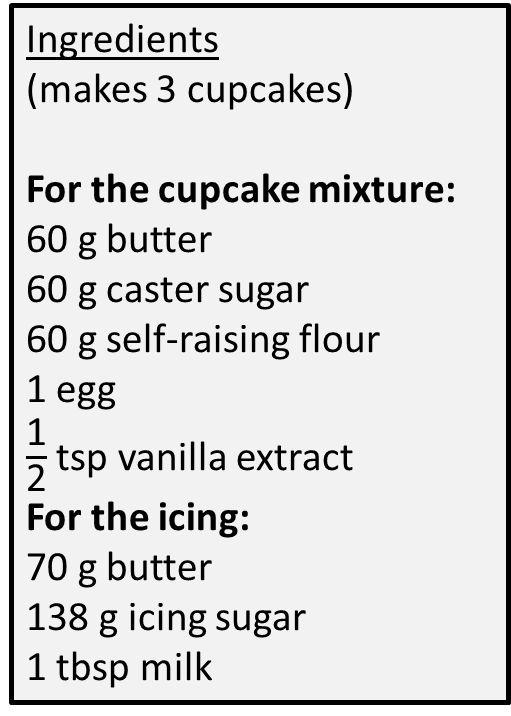 Ingredients
(makes 3 cupcakes)
For the cupcake mixture:
60 g butter
60 g caster sugar
60 g self-raising flour
1 egg
1/2 tsp vanilla extract
For the icing:
70 g butter
138 g icing sugar
1 tbsp milk